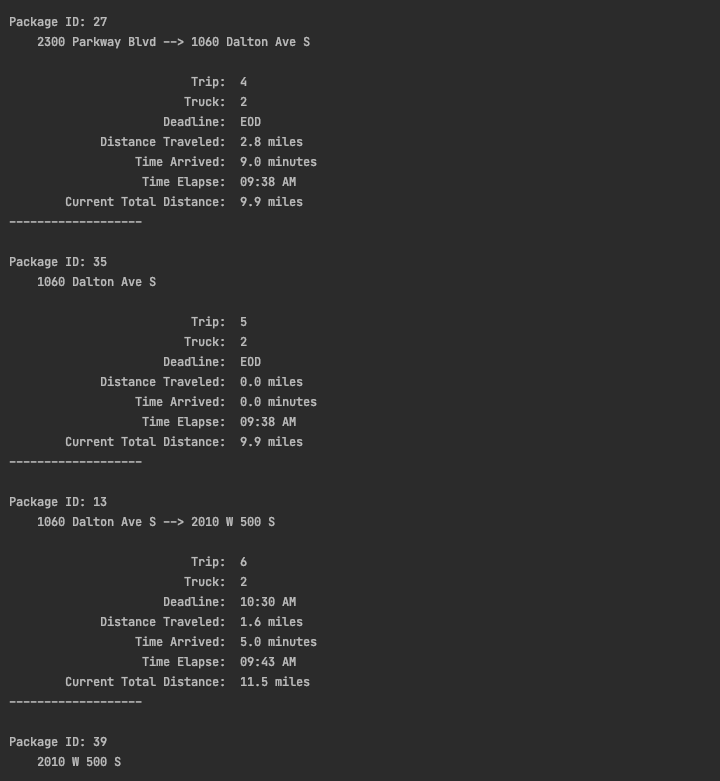 Package ID: 27
    2300 Parkway Blvd --> 1060 Dalton Ave S

                          Trip:  4
                         Truck:  2
                      Deadline:  EOD
             Distance Traveled:  2.8 miles
                  Time Arrived:  9.0 minutes
                   Time Elapse:  09:38 AM
        Current Total Distance:  9.9 miles
-------------------

Package ID: 35
    1060 Dalton Ave S

                          Trip:  5
                         Truck:  2
                      Deadline:  EOD
             Distance Traveled:  0.0 miles
                  Time Arrived:  0.0 minutes
                   Time Elapse:  09:38 AM
        Current Total Distance:  9.9 miles
-------------------

Package ID: 13
    1060 Dalton Ave S --> 2010 W 500 S

                          Trip:  6
                         Truck:  2
                      Deadline:  10:30 AM
             Distance Traveled:  1.6 miles
                  Time Arrived:  5.0 minutes
                   Time Elapse:  09:43 AM
        Current Total Distance:  11.5 miles
-------------------

Package ID: 39
    2010 W 500 S